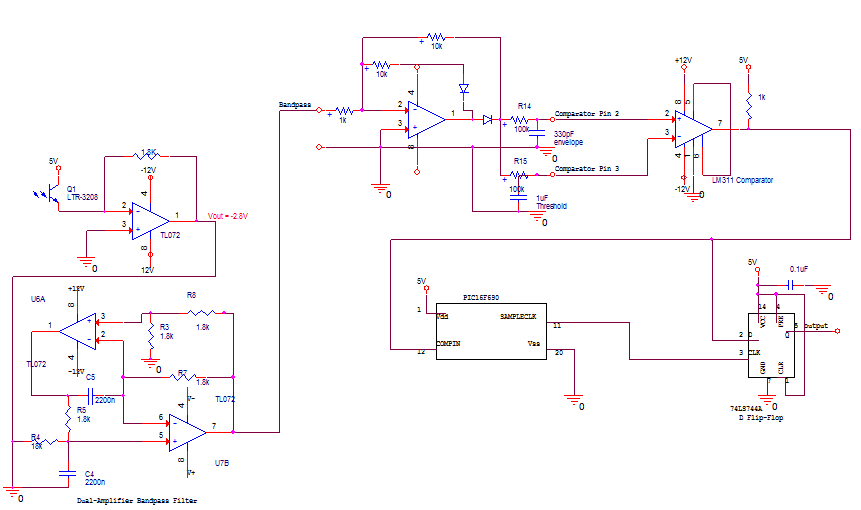 10k
10k
Bandpass
1k
4
2
3
8
1
R14
100k
Comparator Pin 2
330pF
envelope
0
R15
100k
Comparator Pin 3
1uF
Threshold
0
0
+12V
5V
8
5
2
3
4
1
6
7
1k
-12V
LM311 Comparator
0
5V
Q1
LTR-3208
1.8K
-12V
4
2
3
1
8
TL072
12V
Vout = -2.8V
0
+12V
U6A
8
3
2
1
4
TL072
-12V
R8
1.8k
R3
1.8k
0
C5
2200n
R7
1.8k
TL072
V-
4
6
5
7
8
V+
U7B
R5
1.8k
R4
18k
C4
2200n
0
Dual-Amplifier Bandpass Filter
5V
PIC16F690
1
Vdd
SAMPLECLK
11
COMPIN
12
Vss
20
0
5V
0.1uF
0
14
4
VCC
PRE
2
D
Q
5
output
3
CLK
GND
CLR
7
1
0
74LS744A
D Flip-Flop